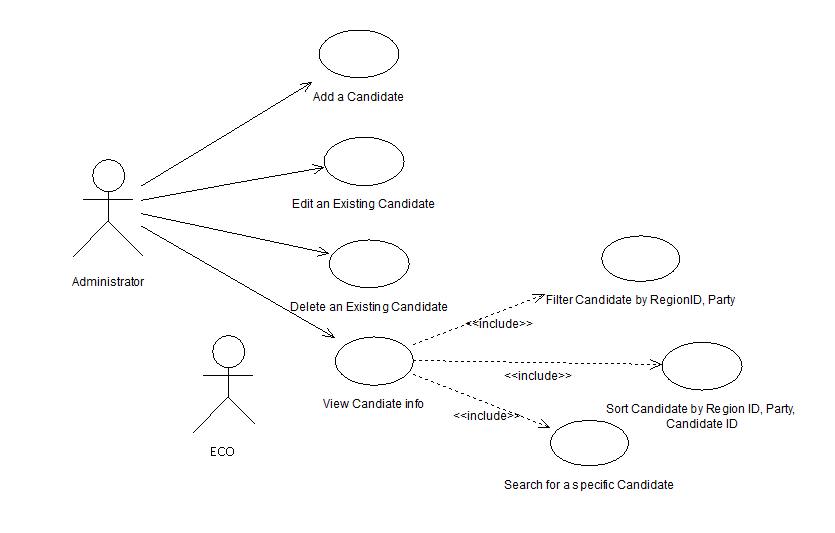 Add a Candidate
Edit an Existing Candidate
Administrator
Delete an Existing Candidate
Filter Candidate by RegionID, Party
<<include>>
<<include>>
View Candiate info
Sort Candidate by Region ID, Party,
Candidate ID
<<include>>
ECO
Search for a specific Candidate